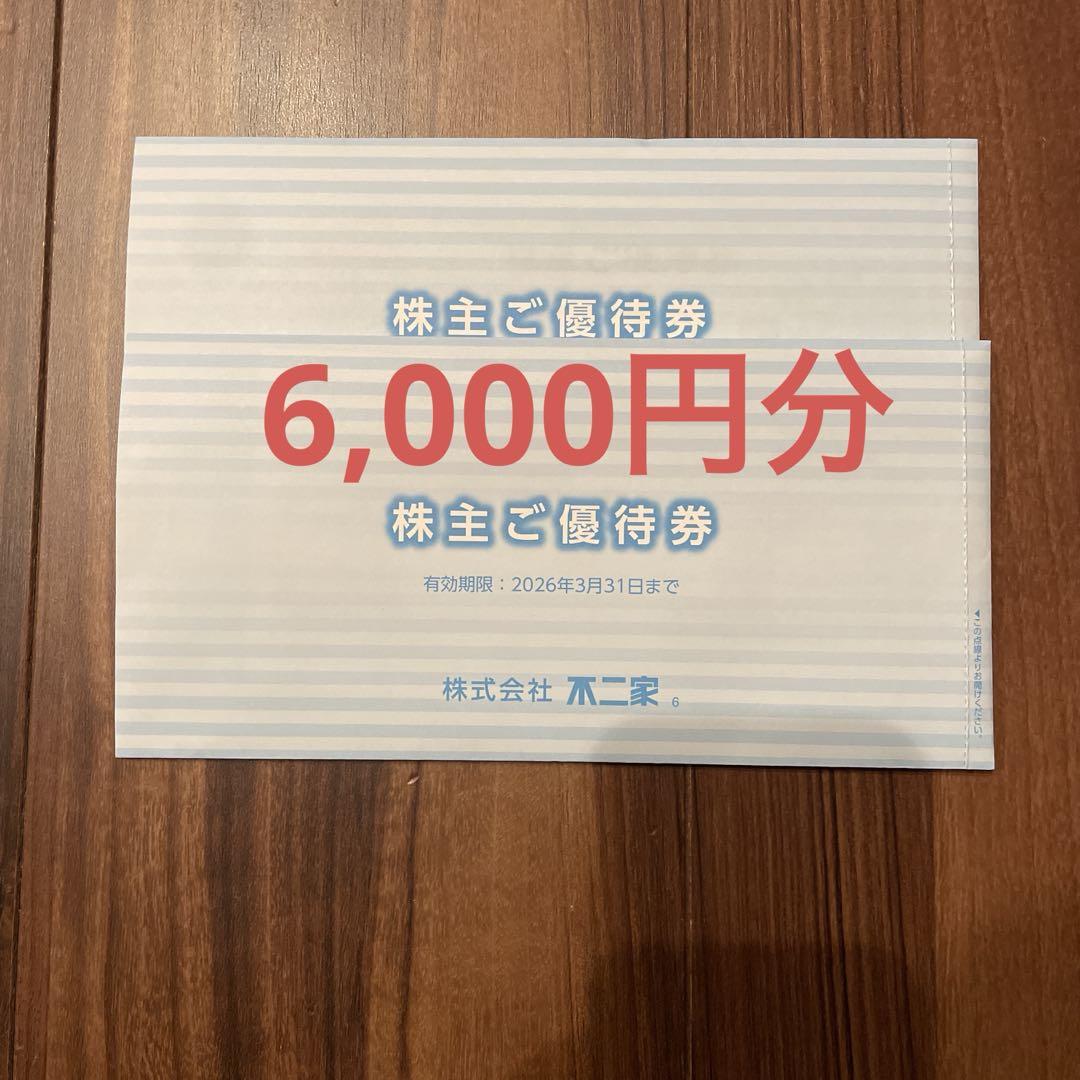 株主ご優待券
6,000円分
株主ご優待券
有効期限：2026年3月31日まで
株式会社 不二家 6
◀この点線よりお開けください。